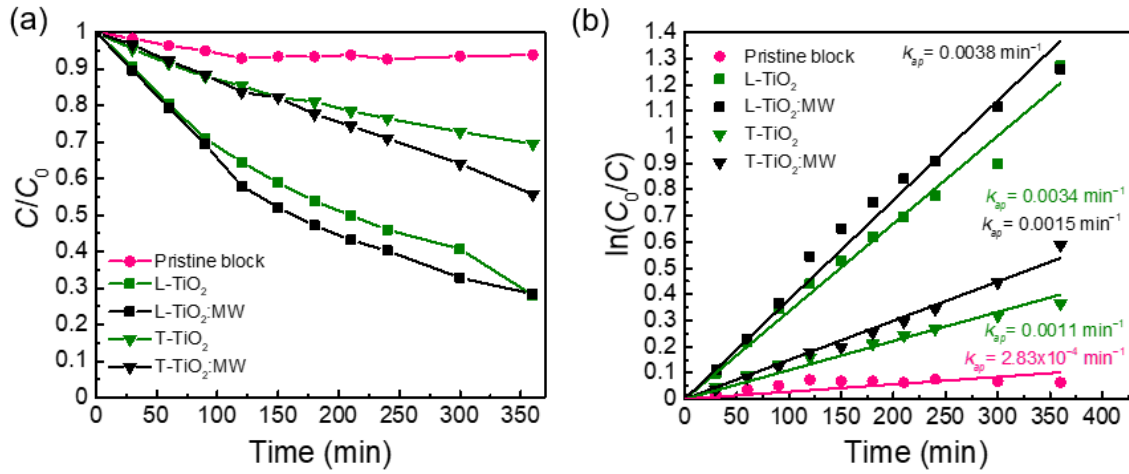 (a)
C/C₀
1
0.9
0.8
0.7
0.6
0.5
0.4
0.3
0.2
0.1
0
Pristine block
L-TiO₂
L-TiO₂:MW
T-TiO₂
T-TiO₂:MW
0 50 100 150 200 250 300 350
Time (min)
(b)
ln(C₀/C)
1.4
1.3
1.2
1.1
1.0
0.9
0.8
0.7
0.6
0.5
0.4
0.3
0.2
0.1
0.0
Pristine block
L-TiO₂
L-TiO₂:MW
T-TiO₂
T-TiO₂:MW
kₐₚ = 0.0038 min⁻¹
kₐₚ = 0.0034 min⁻¹
kₐₚ = 0.0015 min⁻¹
kₐₚ = 0.0011 min⁻¹
kₐₚ = 2.83x10⁻⁴ min⁻¹
0 100 200 300 400
Time (min)